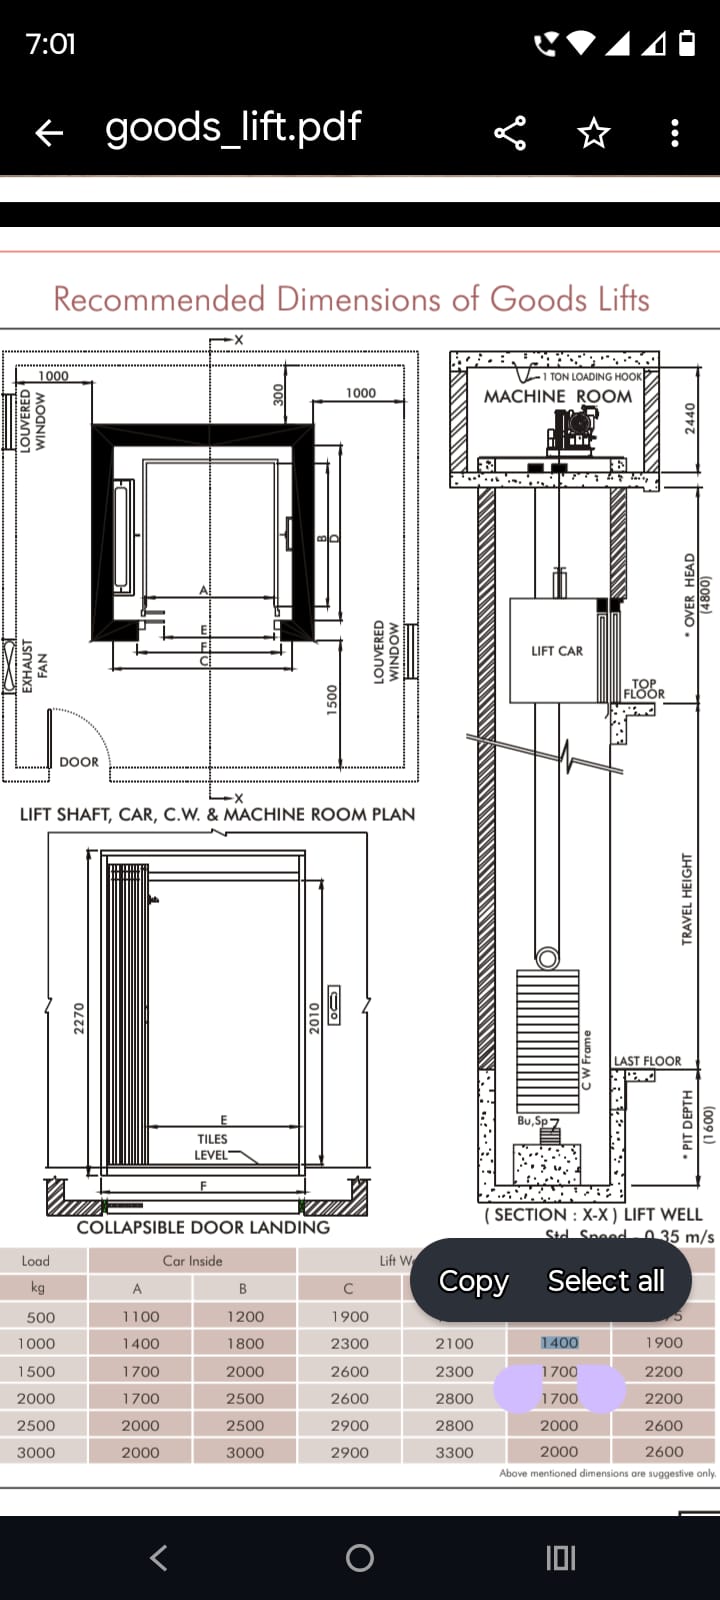 7:01
goods_lift.pdf
Recommended Dimensions of Goods Lifts
X
1000
300
1000
LOUVERED
WINDOW
B
D
A
E
F
C
EXHAUST
FAN
LOUVERED
WINDOW
1500
DOOR
X
LIFT SHAFT, CAR, C.W. & MACHINE ROOM PLAN
1 TON LOADING HOOK
MACHINE ROOM
2440
* OVER HEAD
(4800)
LIFT CAR
TOP
FLOOR
TRAVEL HEIGHT
C W Frame
LAST FLOOR
Bu,Sp
* PIT DEPTH
(1600)
( SECTION : X-X ) LIFT WELL
0.35 m/s
2270
2010
E
TILES
LEVEL
F
COLLAPSIBLE DOOR LANDING
Copy Select all
Load Car Inside Lift
kg A B C
500 1100 1200 1900
1000 1400 1800 2300 2100 1400 1900
1500 1700 2000 2600 2300 1700 2200
2000 1700 2500 2600 2800 1700 2200
2500 2000 2500 2900 2800 2000 2600
3000 2000 3000 2900 3300 2000 2600
Above mentioned dimensions are suggestive only.